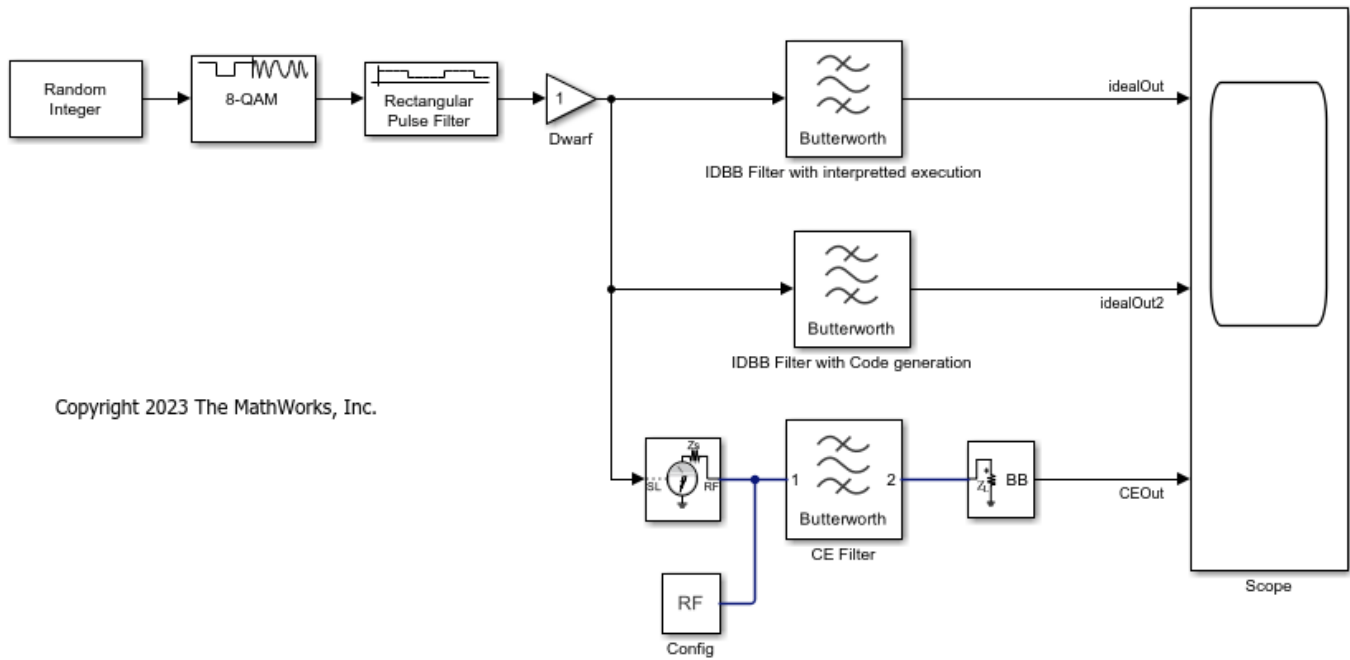 Random
Integer
8-QAM
Rectangular
Pulse Filter
1
Dwarf
Butterworth
IDBB Filter with interpretted execution
idealOut
Butterworth
IDBB Filter with Code generation
idealOut2
Copyright 2023 The MathWorks, Inc.
SL
Zs
RF
1
2
Butterworth
CE Filter
ZL
BB
CEOut
RF
Config
Scope